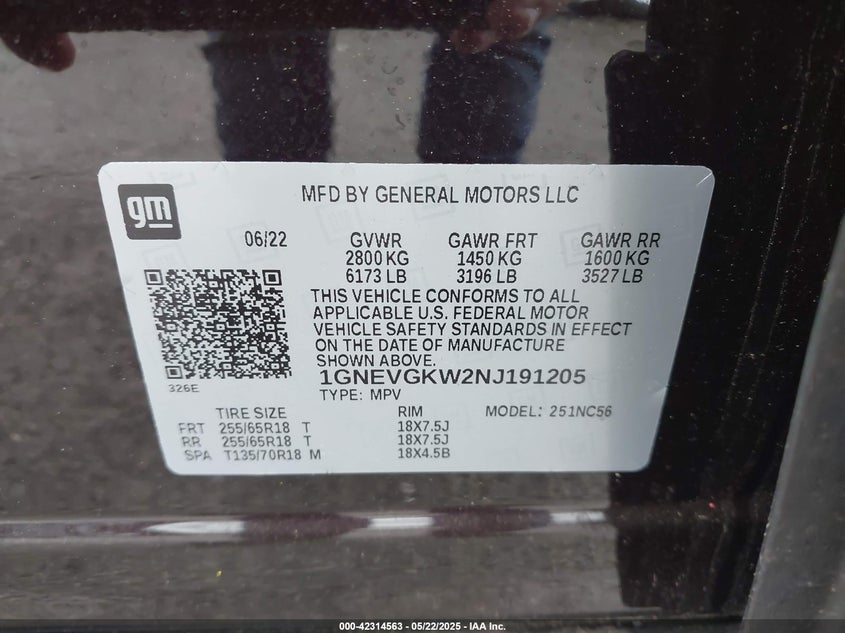 gm
MFD BY GENERAL MOTORS LLC
06/22 GVWR GAWR FRT GAWR RR
2800 KG 1450 KG 1600 KG
6173 LB 3196 LB 3527 LB
THIS VEHICLE CONFORMS TO ALL
APPLICABLE U.S. FEDERAL MOTOR
VEHICLE SAFETY STANDARDS IN EFFECT
ON THE DATE OF MANUFACTURE
SHOWN ABOVE.
326E
1GNEVGKW2NJ191205
TYPE: MPV
TIRE SIZE RIM MODEL: 251NC56
FRT 255/65R18 T 18X7.5J
RR 255/65R18 T 18X7.5J
SPA T135/70R18 M 18X4.5B
000-42314563 - 05/22/2025 - IAA Inc.